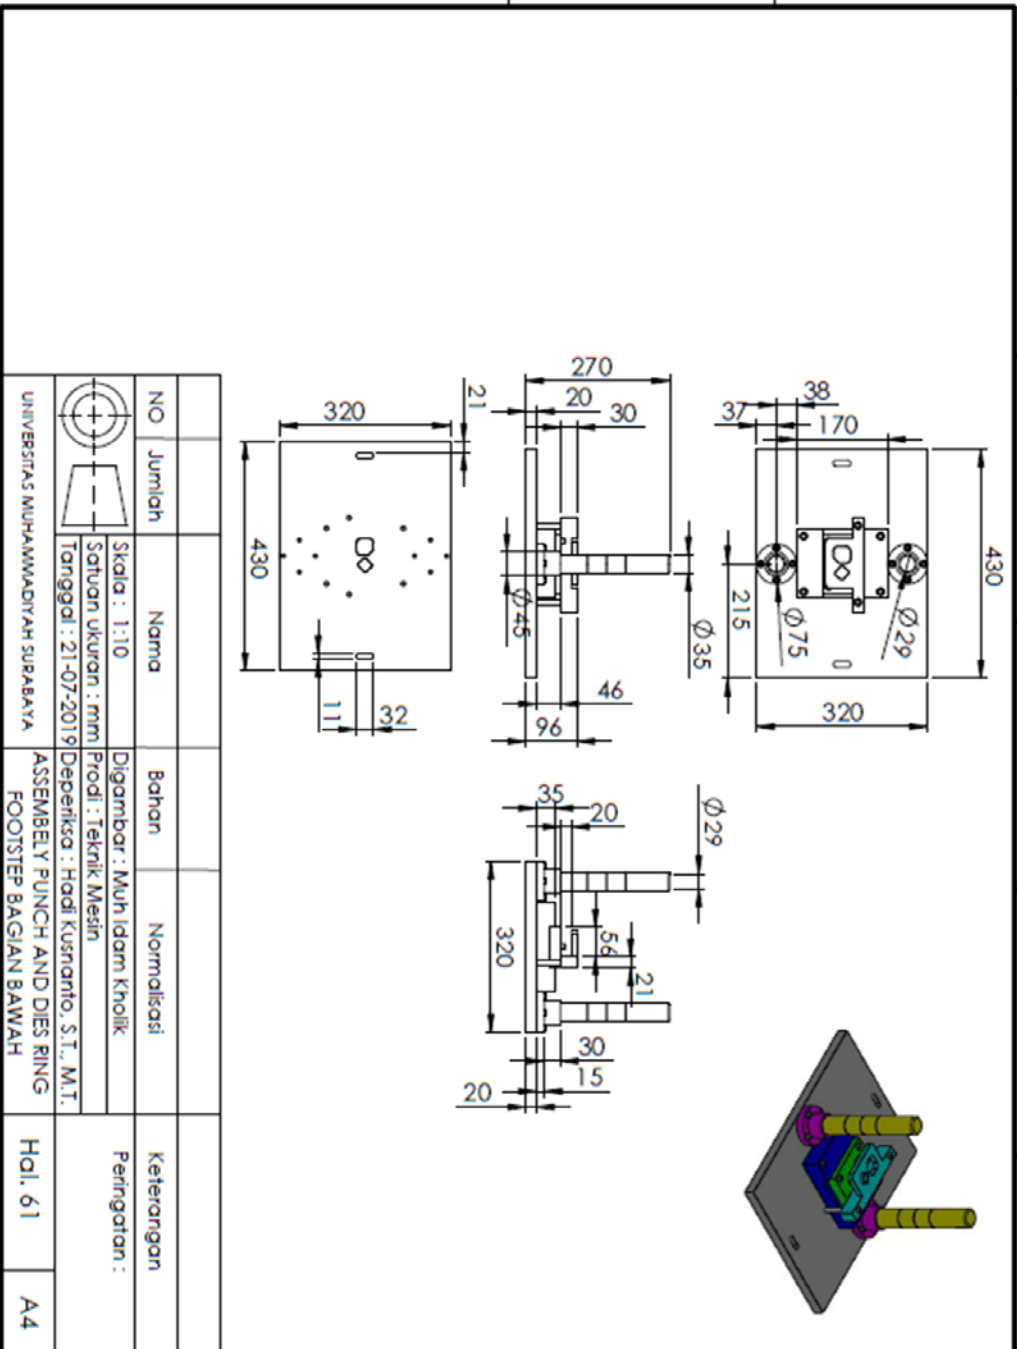 430
38
37
170
Ø29
Ø75
215
320
270
20
30
Ø35
Ø45
46
96
21
320
430
11
32
Ø29
35
20
56
21
320
30
15
20
NO Jumlah Nama Bahan Normalisasi Keterangan
Skala : 1:10 Digambar : Muh Idam Kholik Peringatan :
Satuan ukuran : mm Prodi : Teknik Mesin
Tanggal : 21-07-2019 Deperiksa : Hadi Kusnanto, S.T., M.T.
UNIVERSITAS MUHAMMADIYAH SURABAYA
ASSEMBELY PUNCH AND DIES RING
FOOTSTEP BAGIAN BAWAH
Hal. 61
A4